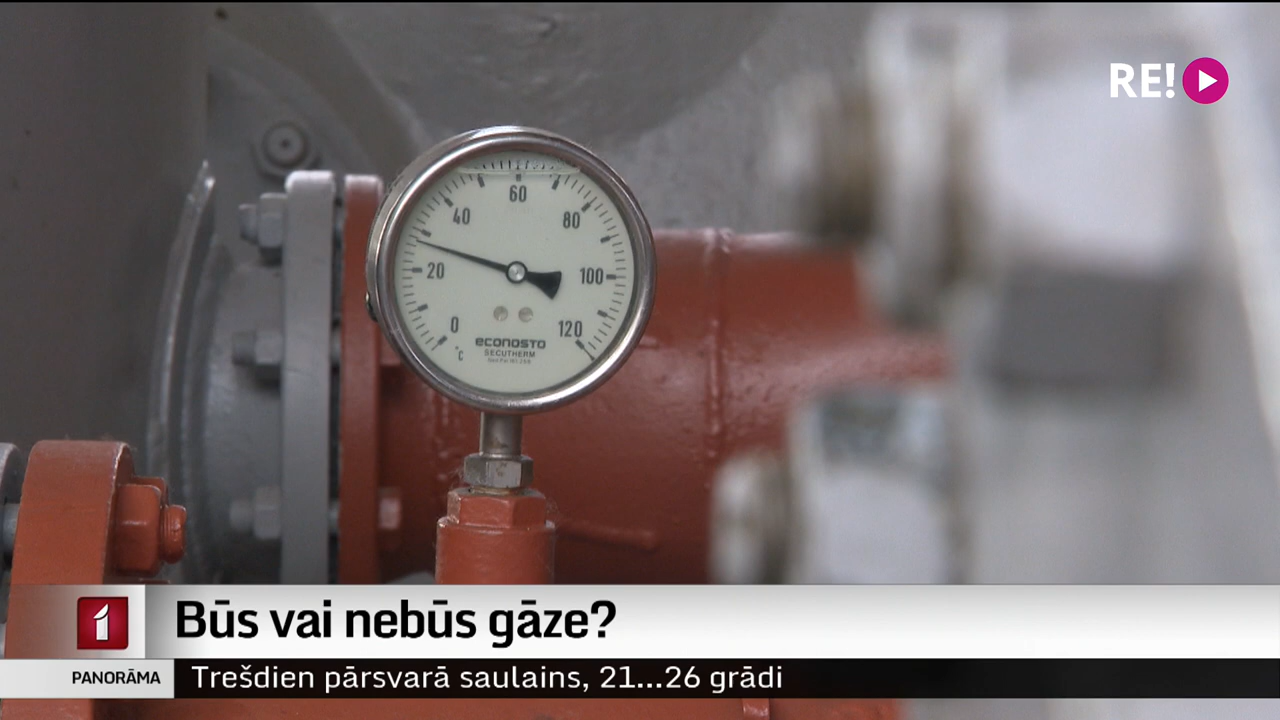 RE!
60
40
80
20
100
0
120
°C
econosto
SECUTHERM
1
Būs vai nebūs gāze?
PANORĀMA
Trešdien pārsvarā saulains, 21...26 grādi